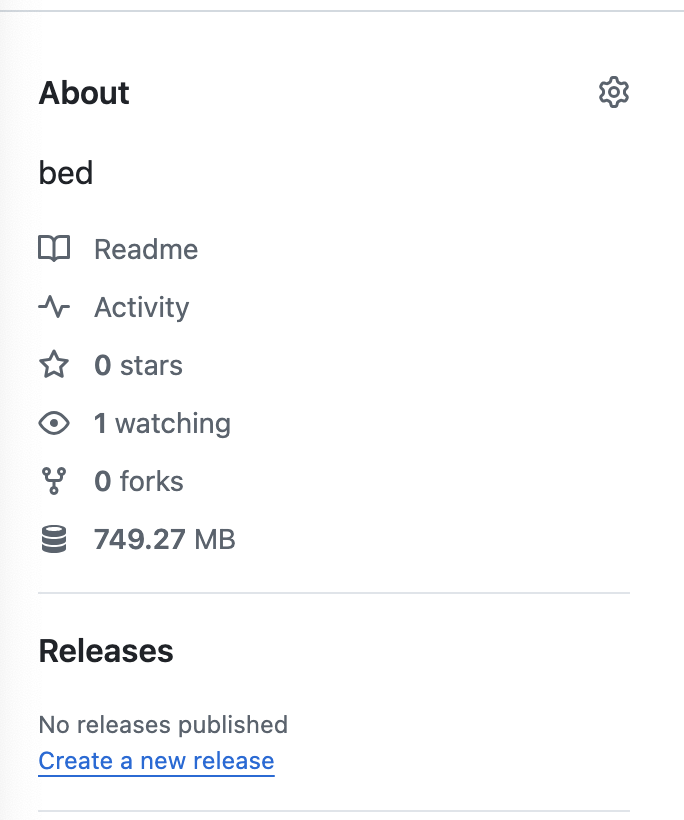 About
bed
Readme
Activity
0 stars
1 watching
0 forks
749.27 MB
Releases
No releases published
Create a new release